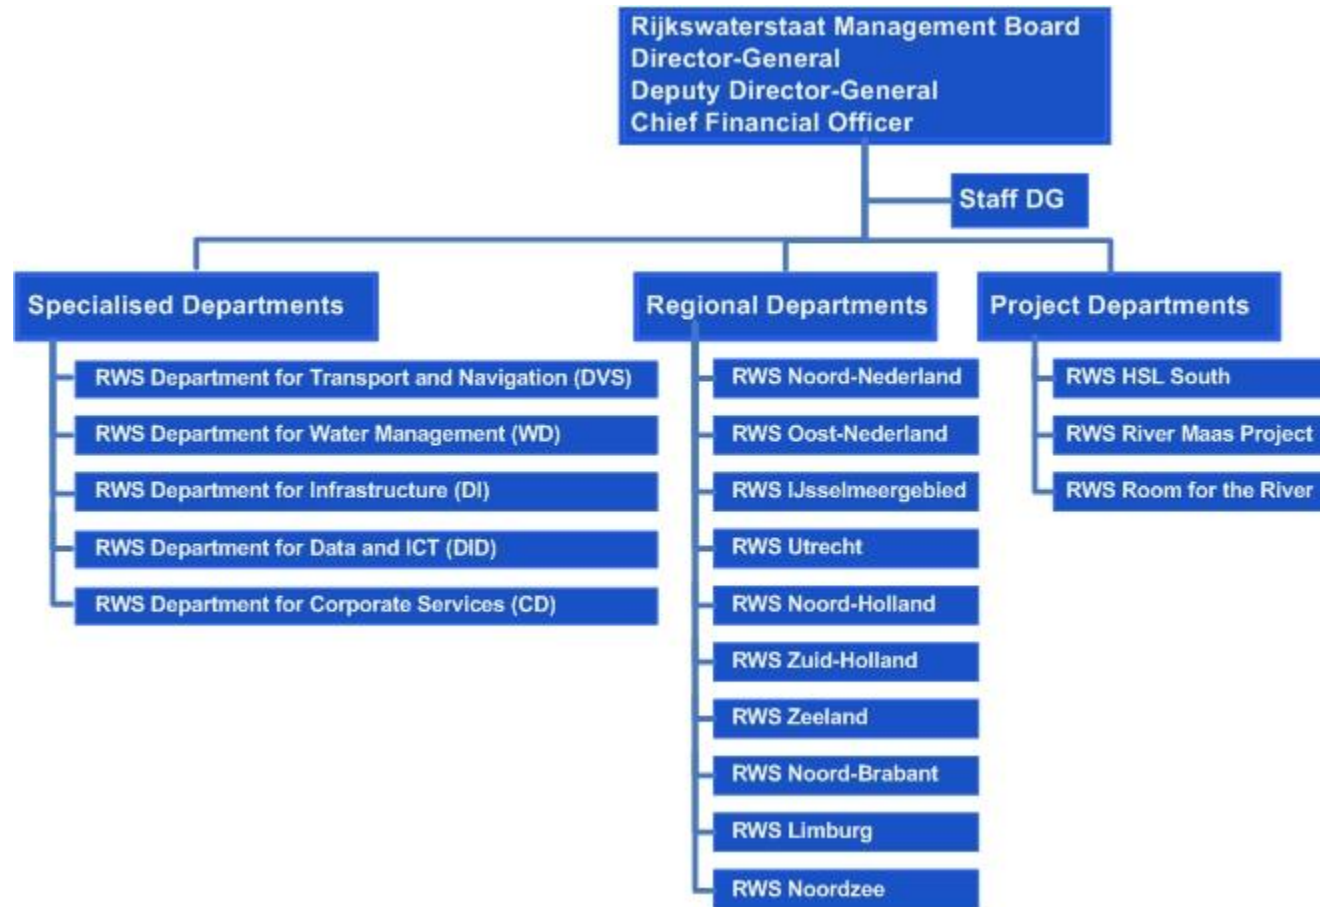 Rijkswaterstaat Management Board
Director-General
Deputy Director-General
Chief Financial Officer
Staff DG
Specialised Departments
RWS Department for Transport and Navigation (DVS)
RWS Department for Water Management (WD)
RWS Department for Infrastructure (DI)
RWS Department for Data and ICT (DID)
RWS Department for Corporate Services (CD)
Regional Departments
RWS Noord-Nederland
RWS Oost-Nederland
RWS IJsselmeergebied
RWS Utrecht
RWS Noord-Holland
RWS Zuid-Holland
RWS Zeeland
RWS Noord-Brabant
RWS Limburg
RWS Noordzee
Project Departments
RWS HSL South
RWS River Maas Project
RWS Room for the River